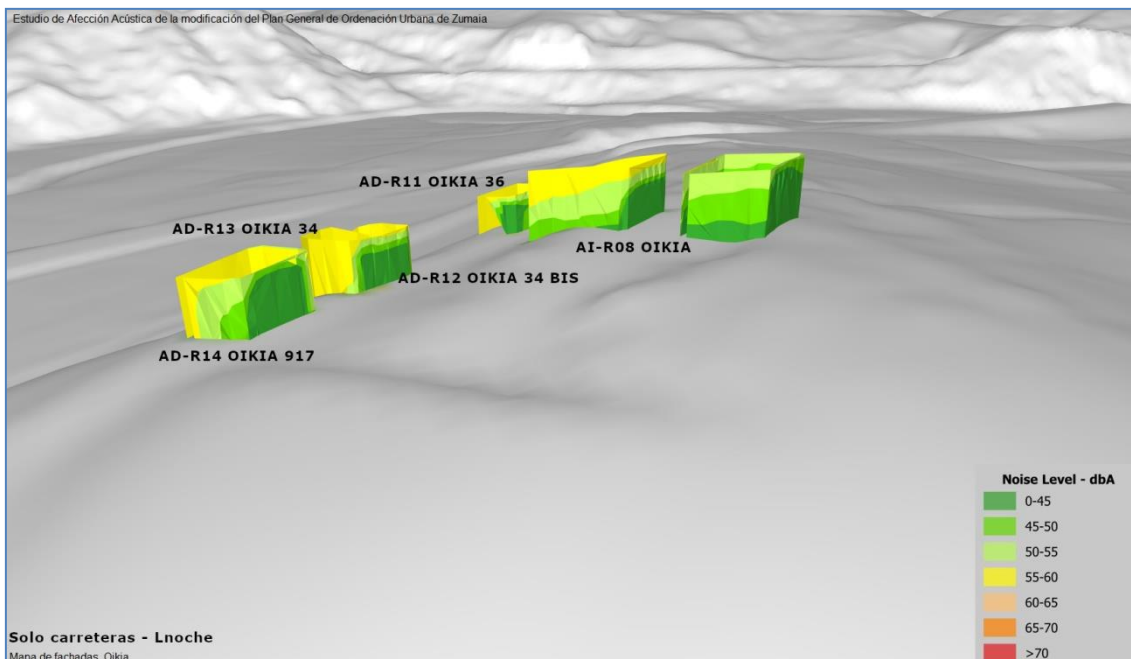 Estudio de Afección Acústica de la modificación del Plan General de Ordenación Urbana de Zumaia
AD-R11 OIKIA 36
AD-R13 OIKIA 34
AI-R08 OIKIA
AD-R12 OIKIA 34 BIS
AD-R14 OIKIA 917
Noise Level - dbA
0-45
45-50
50-55
55-60
60-65
65-70
>70
Solo carreteras - Lnoche
Mapa de fachadas. Oikia